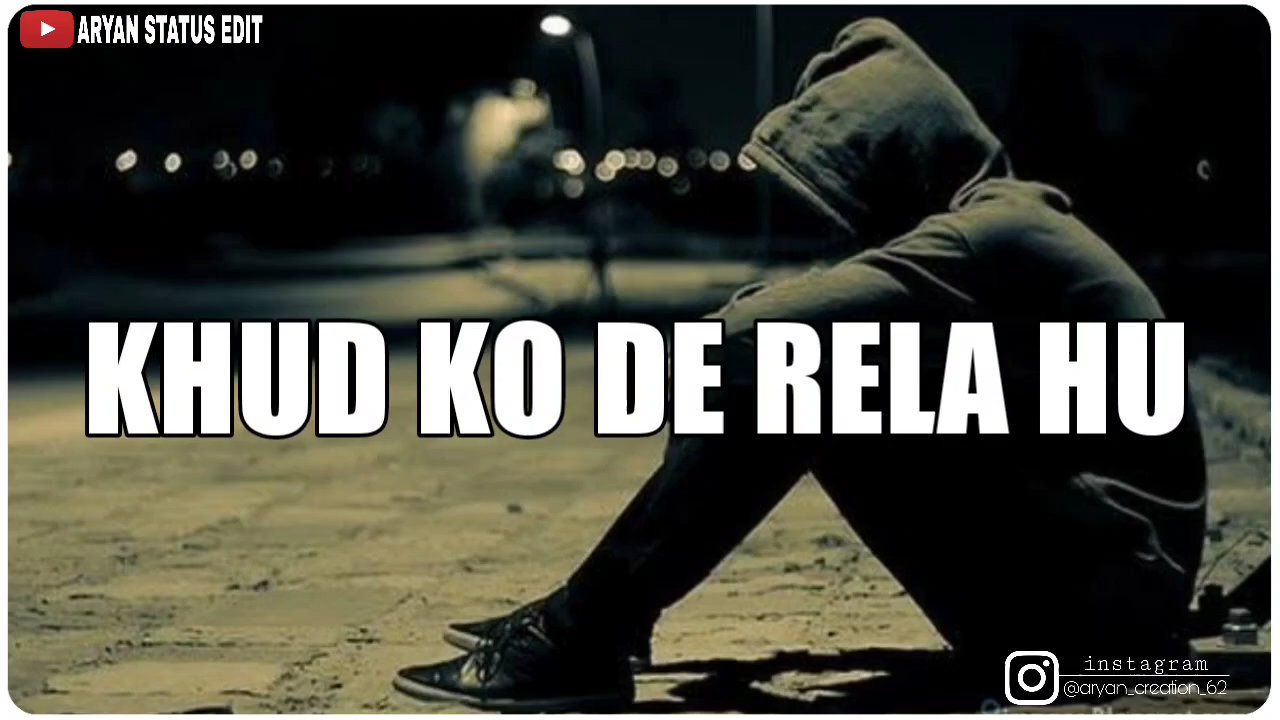 ARYAN STATUS EDIT
KHUD KO DE RELA HU
instagram
@aryan_creation_62